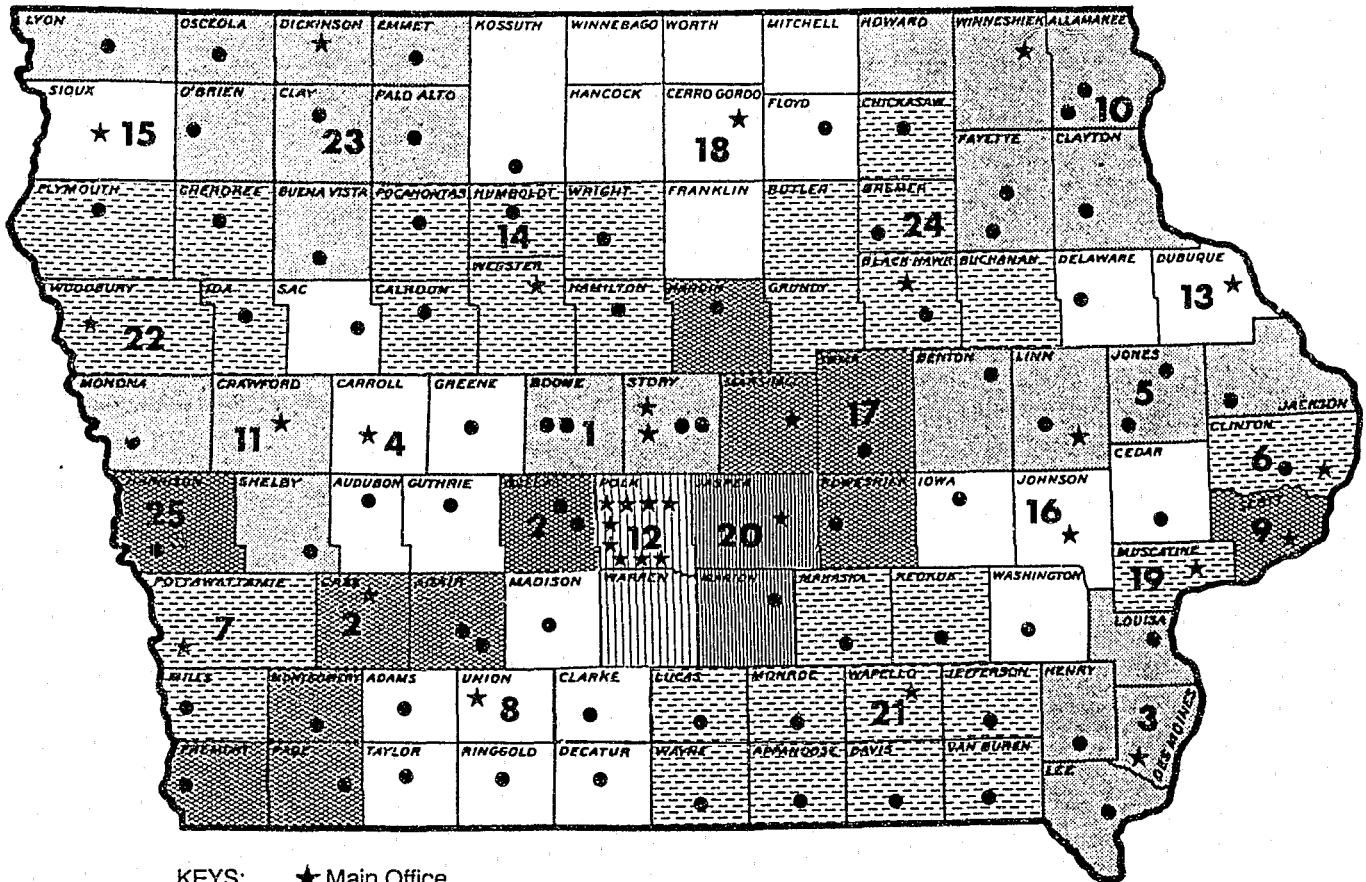 LYON OSCEOLA DICKINSON EMMET KOSSUTH WINNEBAGO WORTH MITCHELL HOWARD WINNESHIEK ALLAMAKEE
SIOUX O'BRIEN CLAY PALO ALTO HANCOCK CERRO GORDO FLOYD CHICKASAW
15 23 18 10
FAYETTE CLAYTON
PLYMOUTH CHEROKEE BUENA VISTA POCAHONTAS HUMBOLDT WRIGHT FRANKLIN BUTLER BREMER
14 24
WEBSTER BLACK HAWK BUCHANAN DELAWARE DUBUQUE
WOODBURY IDA SAC CALHOUN HAMILTON HARDIN GRUNDY
22 13
TAMA BENTON LINN JONES
MONONA CRAWFORD CARROLL GREENE BOONE STORY MARSHALL JACKSON
11 4 1 17 5
CLINTON
CEDAR
6
HARRISON SHELBY AUDUBON GUTHRIE POLK JASPER POWESHIEK IOWA JOHNSON
25 2 12 20 16 9
MUSCATINE
19
POTTAWATTAMIE CASS ADAIR MADISON WARREN MARION MAHASKA KEOKUK WASHINGTON
7 2
LOUISA
MILLS MONTGOMERY ADAMS UNION CLARKE LUCAS MONROE WAPELLO JEFFERSON HENRY
8 21 3
DES MOINES
FREMONT PAGE TAYLOR RINGGOLD DECATUR WAYNE APPANOOSE DAVIS VAN BUREN
LEE
KEYS: ★ Main Office